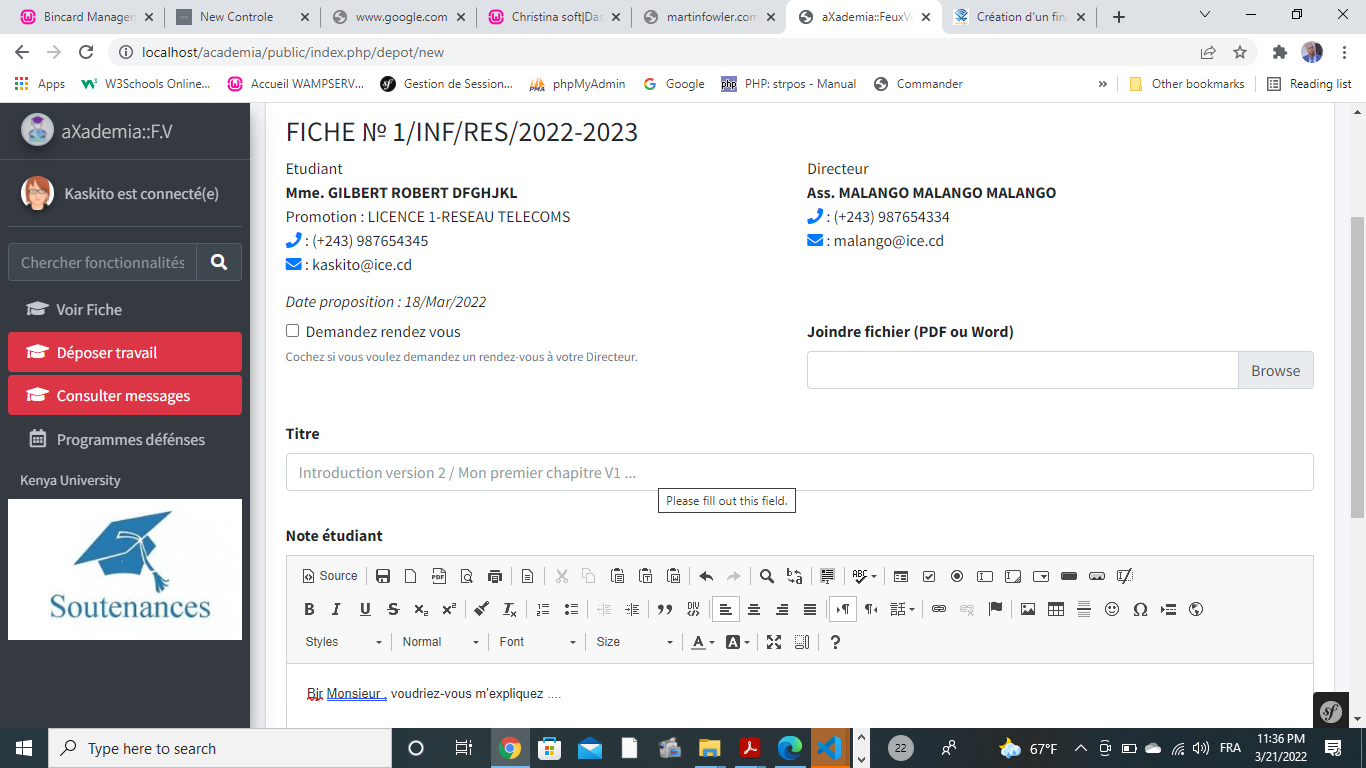 Bincard Manager
New Controle
www.google.com
Christina soft|Das
martinfowler.com
aXademia::FeuxV
Création d'un fina
localhost/academia/public/index.php/depot/new
Apps
W3Schools Online...
Accueil WAMPSERV...
Gestion de Session...
phpMyAdmin
Google
PHP: strpos - Manual
Commander
»
Other bookmarks
Reading list
aXademia::F.V
Kaskito est connecté(e)
Chercher fonctionnalités
Voir Fiche
Déposer travail
Consulter messages
Programmes défénses
Kenya University
Soutenances
FICHE № 1/INF/RES/2022-2023
Etudiant
Mme. GILBERT ROBERT DFGHJKL
Promotion : LICENCE 1-RESEAU TELECOMS
: (+243) 987654345
: kaskito@ice.cd
Directeur
Ass. MALANGO MALANGO MALANGO
: (+243) 987654334
: malango@ice.cd
Date proposition : 18/Mar/2022
Demandez rendez vous
Cochez si vous voulez demandez un rendez-vous à votre Directeur.
Joindre fichier (PDF ou Word)
Browse
Titre
Introduction version 2 / Mon premier chapitre V1 ...
Please fill out this field.
Note étudiant
Source
Styles
Normal
Font
Size
Bjr Monsieur , voudriez-vous m'expliquez ....
Type here to search
22
67°F
FRA
11:36 PM
3/21/2022